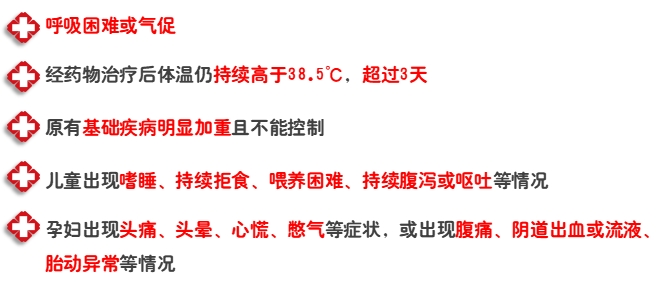 呼吸困难或气促
经药物治疗后体温仍持续高于38.5℃，超过3天
原有基础疾病明显加重且不能控制
儿童出现嗜睡、持续拒食、喂养困难、持续腹泻或呕吐等情况
孕妇出现头痛、头晕、心慌、憋气等症状，或出现腹痛、阴道出血或流液、
胎动异常等情况